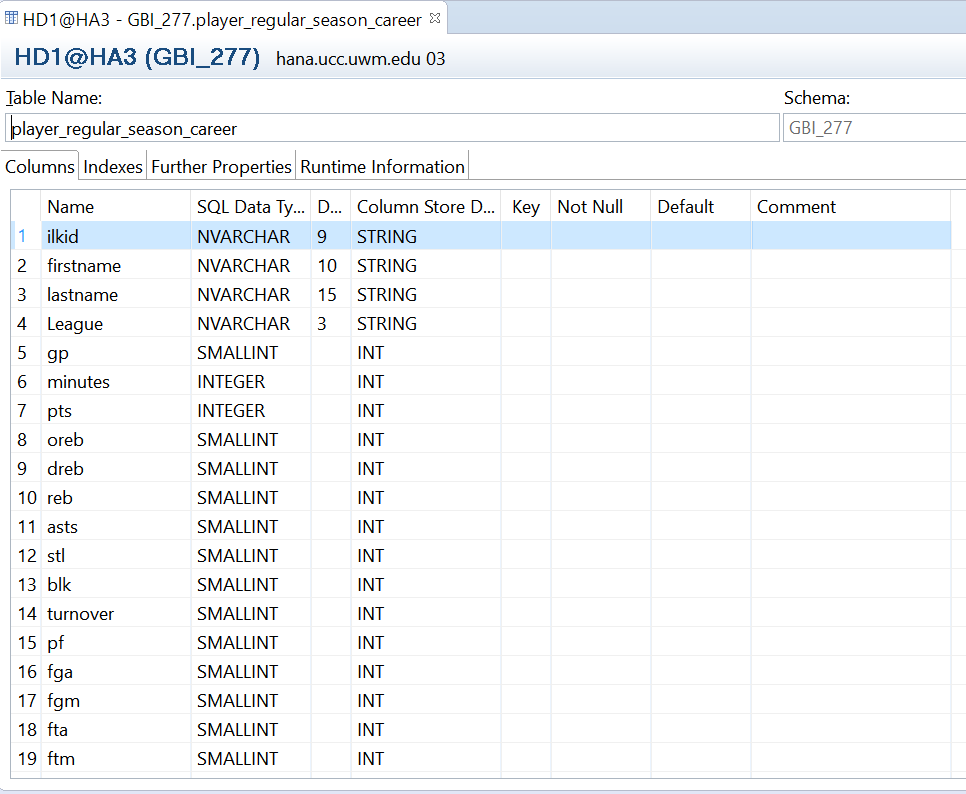 HD1@HA3 - GBI_277.player_regular_season_career
HD1@HA3 (GBI_277) hana.ucc.uwm.edu 03
Table Name: Schema:
player_regular_season_career GBI_277
Columns Indexes Further Properties Runtime Information
Name SQL Data Ty... D... Column Store D... Key Not Null Default Comment
1 ilkid NVARCHAR 9 STRING
2 firstname NVARCHAR 10 STRING
3 lastname NVARCHAR 15 STRING
4 League NVARCHAR 3 STRING
5 gp SMALLINT INT
6 minutes INTEGER INT
7 pts INTEGER INT
8 oreb SMALLINT INT
9 dreb SMALLINT INT
10 reb SMALLINT INT
11 asts SMALLINT INT
12 stl SMALLINT INT
13 blk SMALLINT INT
14 turnover SMALLINT INT
15 pf SMALLINT INT
16 fga SMALLINT INT
17 fgm SMALLINT INT
18 fta SMALLINT INT
19 ftm SMALLINT INT